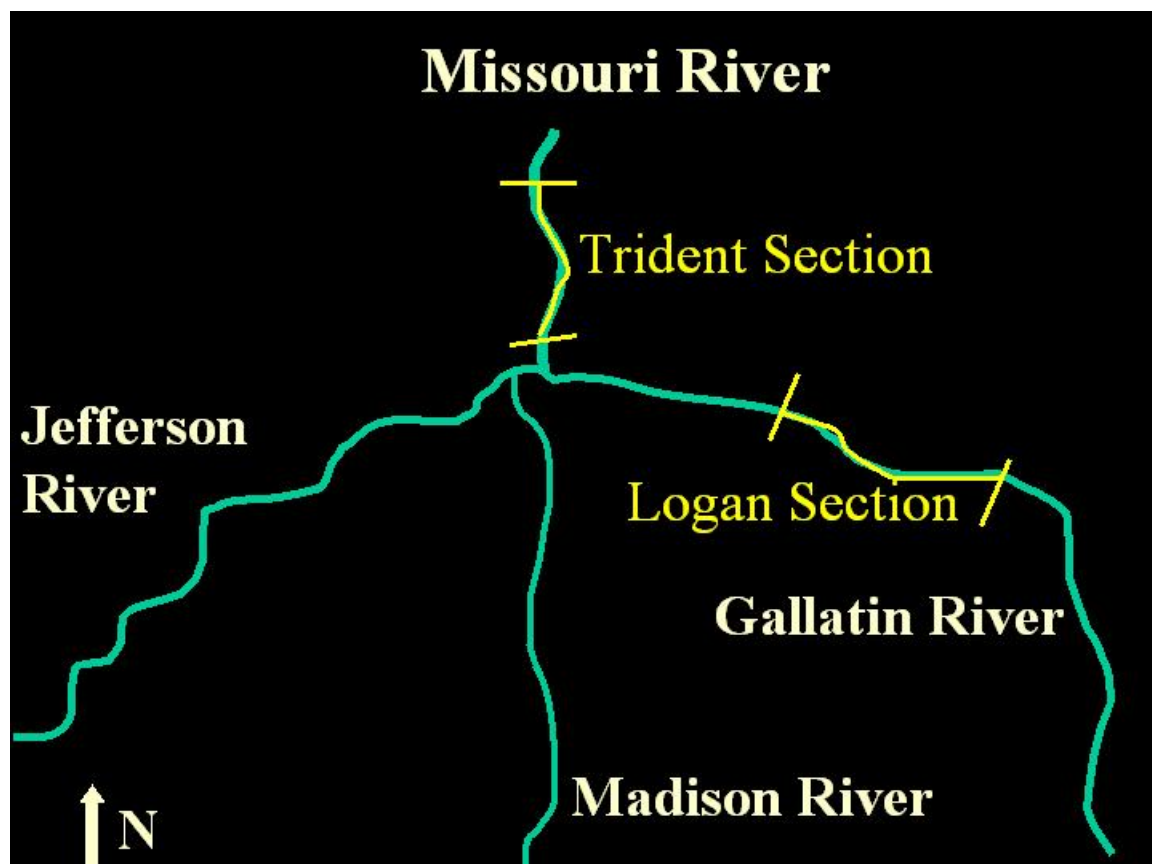 Missouri River
Trident Section
Jefferson
River
Logan Section
Gallatin River
Madison River
N